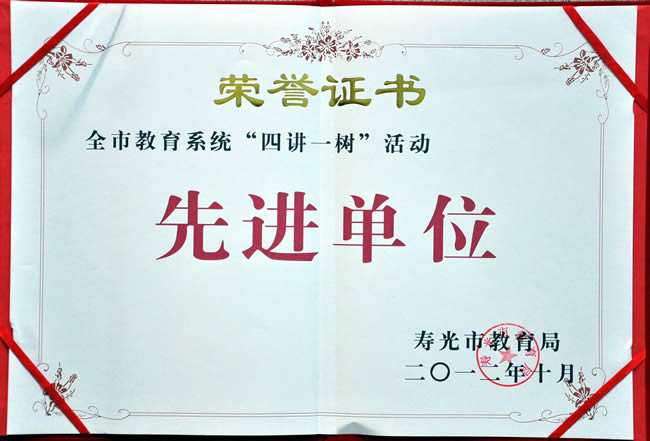 荣誉证书
全市教育系统“四讲一树”活动
先进单位
寿光市教育局
二〇一二年十月